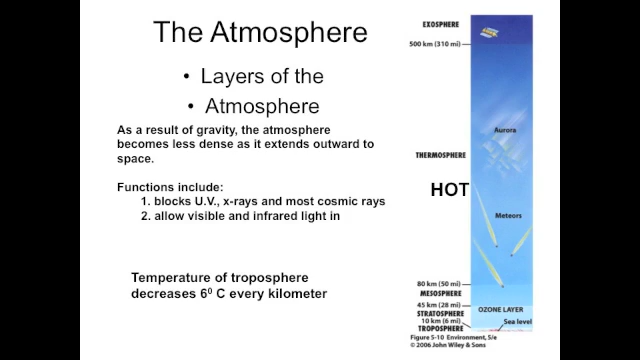 The Atmosphere
• Layers of the
• Atmosphere
As a result of gravity, the atmosphere
becomes less dense as it extends outward to
space.
Functions include:
1. blocks U.V., x-rays and most cosmic rays
2. allow visible and infrared light in
Temperature of troposphere
decreases 6⁰ C every kilometer
EXOSPHERE
500 km (310 mi)
Aurora
THERMOSPHERE
HOT
Meteors
80 km (50 mi)
MESOSPHERE
45 km (28 mi)
OZONE LAYER
STRATOSPHERE
10 km (6 mi)
Sea level
TROPOSPHERE
Figure 5-10 Environment, 5/e
© 2006 John Wiley & Sons